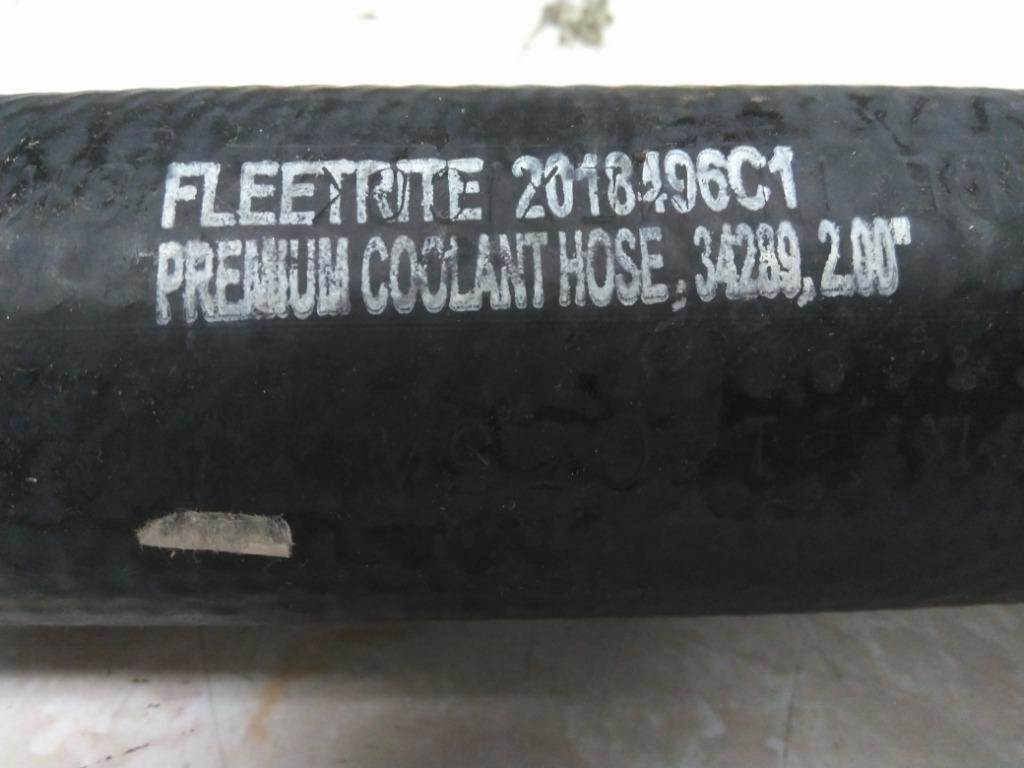 FLEETRITE 2018496C1
PREMIUM COOLANT HOSE, 34289, 2.00"